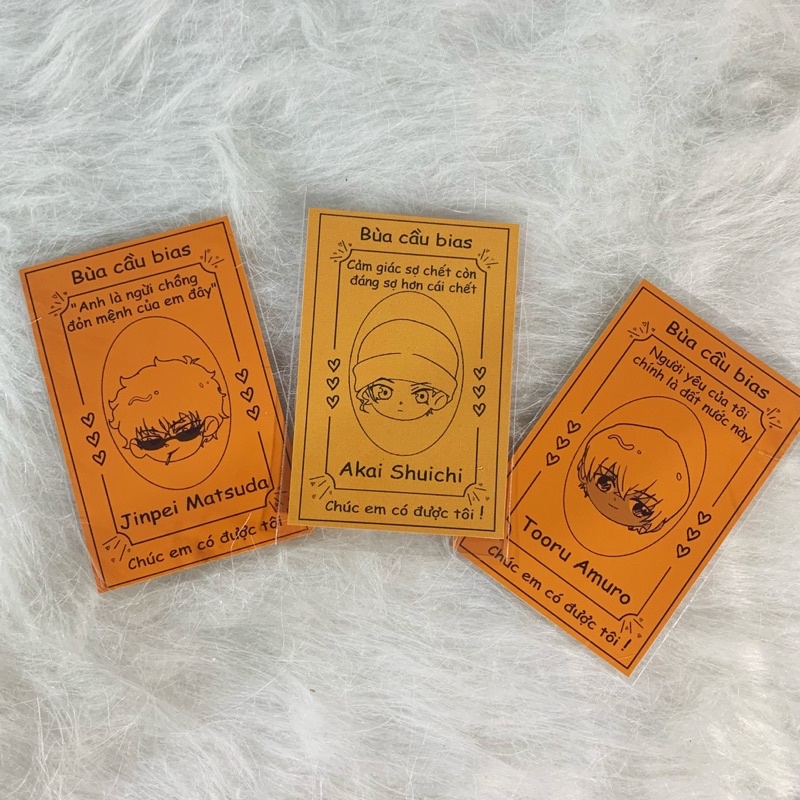 Bùa cầu bias
"Anh là ngừi chồng
đỏn mệnh của em đây"
Jinpei Matsuda
Chúc em có được tôi
Bùa cầu bias
Cảm giác sợ chết còn
đáng sợ hơn cái chết
Akai Shuichi
Chúc em có được tôi !
Bùa cầu bias
Người yêu của tôi
chính là đất nước này
Tooru Amuro
Chúc em có được tôi !